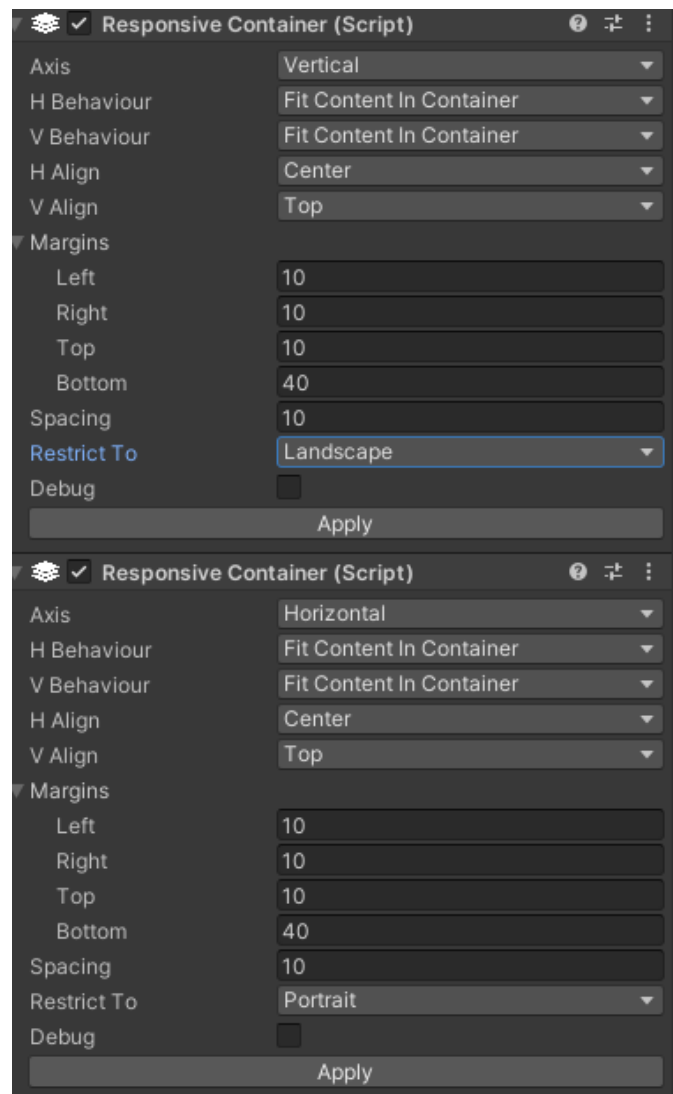 Responsive Container (Script)
Axis Vertical
H Behaviour Fit Content In Container
V Behaviour Fit Content In Container
H Align Center
V Align Top
Margins
Left 10
Right 10
Top 10
Bottom 40
Spacing 10
Restrict To Landscape
Debug
Apply
Responsive Container (Script)
Axis Horizontal
H Behaviour Fit Content In Container
V Behaviour Fit Content In Container
H Align Center
V Align Top
Margins
Left 10
Right 10
Top 10
Bottom 40
Spacing 10
Restrict To Portrait
Debug
Apply